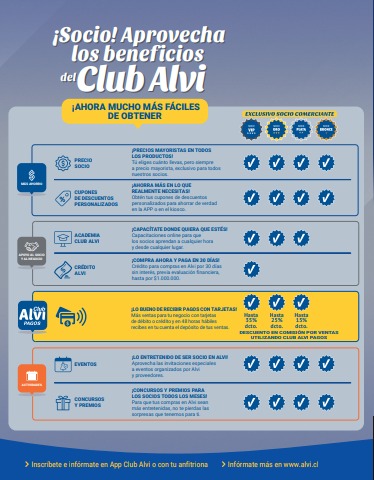 ¡Socio! Aprovecha
los beneficios
del Club Alvi
¡AHORA MUCHO MÁS FÁCILES
DE OBTENER
EXCLUSIVO SOCIO COMERCIANTE
VIP
ORO
PLATA
BRONCE
MÁS AHORRO
PRECIO
SOCIO
¡PRECIOS MAYORISTAS EN TODOS
LOS PRODUCTOS!
Tú eliges cuánto llevas, pero siempre
a precio mayorista, exclusivo para todos
nuestros socios.
CUPONES
DE DESCUENTOS
PERSONALIZADOS
¡AHORRA MÁS EN LO QUE
REALMENTE NECESITAS!
Obtén tus cupones de descuentos
personalizados para ahorrar de verdad
en la APP o en el kiosco.
ACADEMIA
CLUB ALVI
¡CAPACÍTATE DONDE QUIERA QUE ESTÉS!
Capacitaciones online para que
los socios aprendan a cualquier hora
y desde cualquier lugar.
CRÉDITO
ALVI
¡COMPRA AHORA Y PAGA EN 30 DÍAS!
Crédito para compras en Alvi por 30 días
sin interés, previa evaluación financiera,
hasta por $1.000.000.
Club
ALVI
PAGOS
¡LO BUENO DE RECIBIR PAGOS CON TARJETAS!
Más ventas para tu negocio con tarjetas
de débito o crédito y en 48 horas hábiles
recibes en tu cuenta el depósito de tus ventas.
Hasta
35%
dcto.
Hasta
25%
dcto.
Hasta
15%
dcto.
DESCUENTO EN COMISIÓN POR VENTAS
UTILIZANDO CLUB ALVI PAGOS
ACTIVIDADES
EVENTOS
¡LO ENTRETENIDO DE SER SOCIO EN ALVI!
Aprovecha las invitaciones especiales
a eventos organizados por Alvi
y proveedores.
CONCURSOS
Y PREMIOS
¡CONCURSOS Y PREMIOS PARA
LOS SOCIOS TODOS LOS MESES!
Para que tus compras en Alvi sean
más entretenidas, no te pierdas las
sorpresas que tenemos para ti.
Inscríbete e infórmate en App Club Alvi o con tu anfitriona
Infórmate más en www.alvi.cl